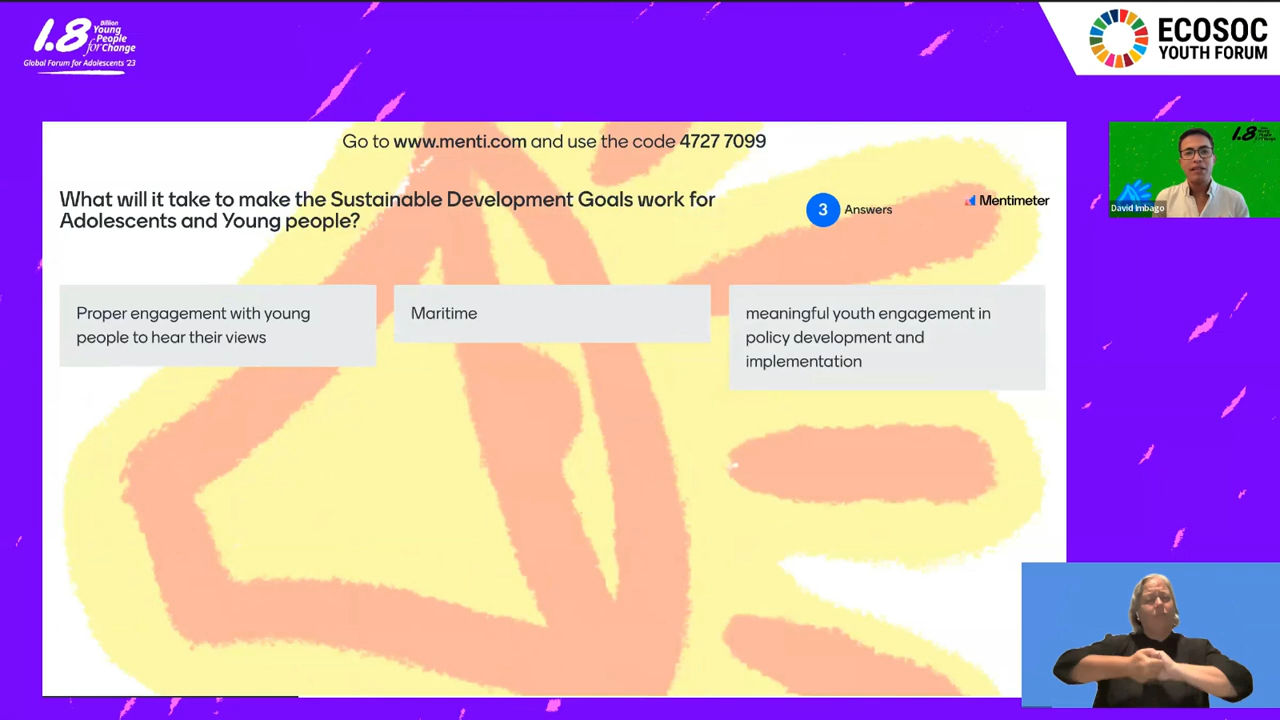 1.8
Billion
Young
People
for Change
Global Forum for Adolescents '23
ECOSOC
YOUTH FORUM
Go to www.menti.com and use the code 4727 7099
What will it take to make the Sustainable Development Goals work for
Adolescents and Young people?
3 Answers
Mentimeter
1.8
David Imbago
Proper engagement with young
people to hear their views
Maritime
meaningful youth engagement in
policy development and
implementation